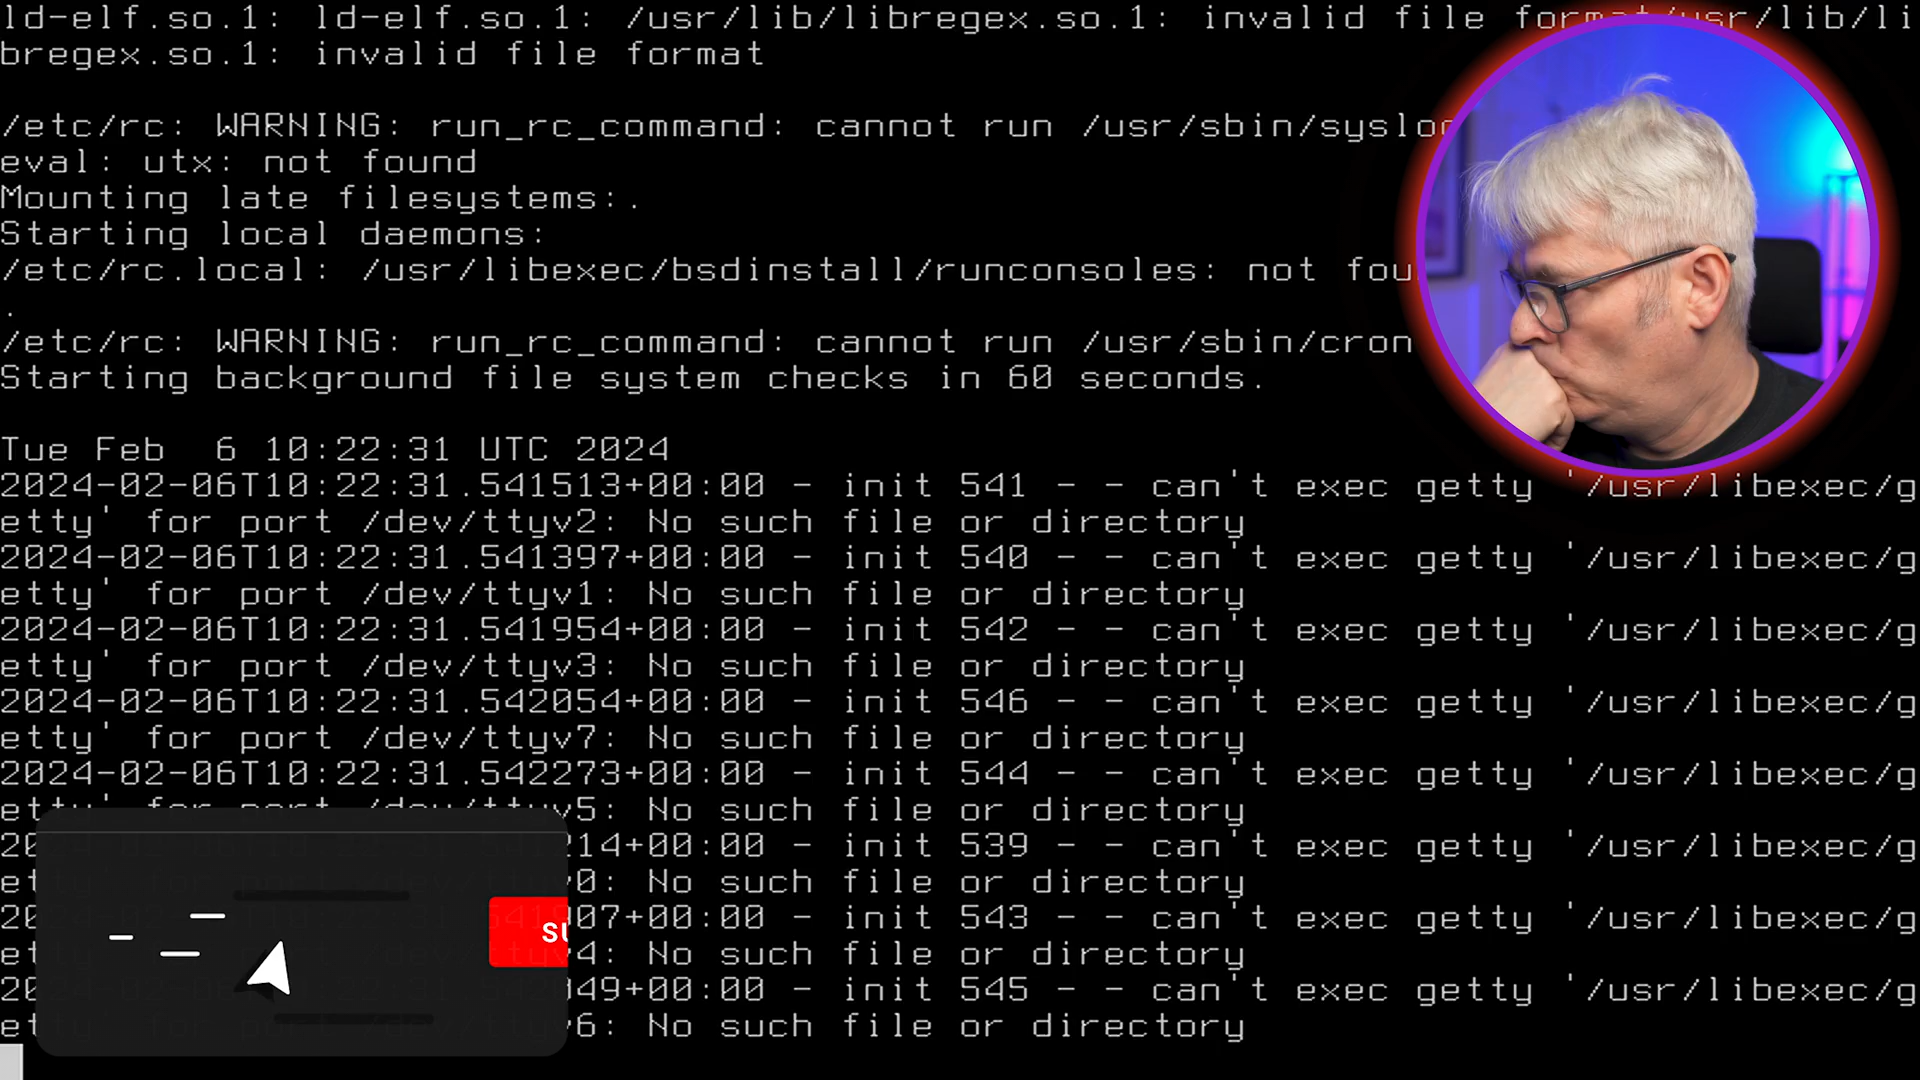 ld-elf.so.1: ld-elf.so.1: /usr/lib/libregex.so.1: invalid file format/usr/lib/li
bregex.so.1: invalid file format
/etc/rc: WARNING: run_rc_command: cannot run /usr/sbin/syslo
eval: utx: not found
Mounting late filesystems:.
Starting local daemons:
/etc/rc.local: /usr/libexec/bsdinstall/runconsoles: not fou
.
/etc/rc: WARNING: run_rc_command: cannot run /usr/sbin/cron
Starting background file system checks in 60 seconds.
Tue Feb  6 10:22:31 UTC 2024
2024-02-06T10:22:31.541513+00:00 - init 541 - - can't exec getty '/usr/libexec/g
etty' for port /dev/ttyv2: No such file or directory
2024-02-06T10:22:31.541397+00:00 - init 540 - - can't exec getty '/usr/libexec/g
etty' for port /dev/ttyv1: No such file or directory
2024-02-06T10:22:31.541954+00:00 - init 542 - - can't exec getty '/usr/libexec/g
etty' for port /dev/ttyv3: No such file or directory
2024-02-06T10:22:31.542054+00:00 - init 546 - - can't exec getty '/usr/libexec/g
etty' for port /dev/ttyv7: No such file or directory
2024-02-06T10:22:31.542273+00:00 - init 544 - - can't exec getty '/usr/libexec/g
etty' for port /dev/ttyv5: No such file or directory
214+00:00 - init 539 - - can't exec getty '/usr/libexec/g
v0: No such file or directory
907+00:00 - init 543 - - can't exec getty '/usr/libexec/g
SU
v4: No such file or directory
049+00:00 - init 545 - - can't exec getty '/usr/libexec/g
v6: No such file or directory